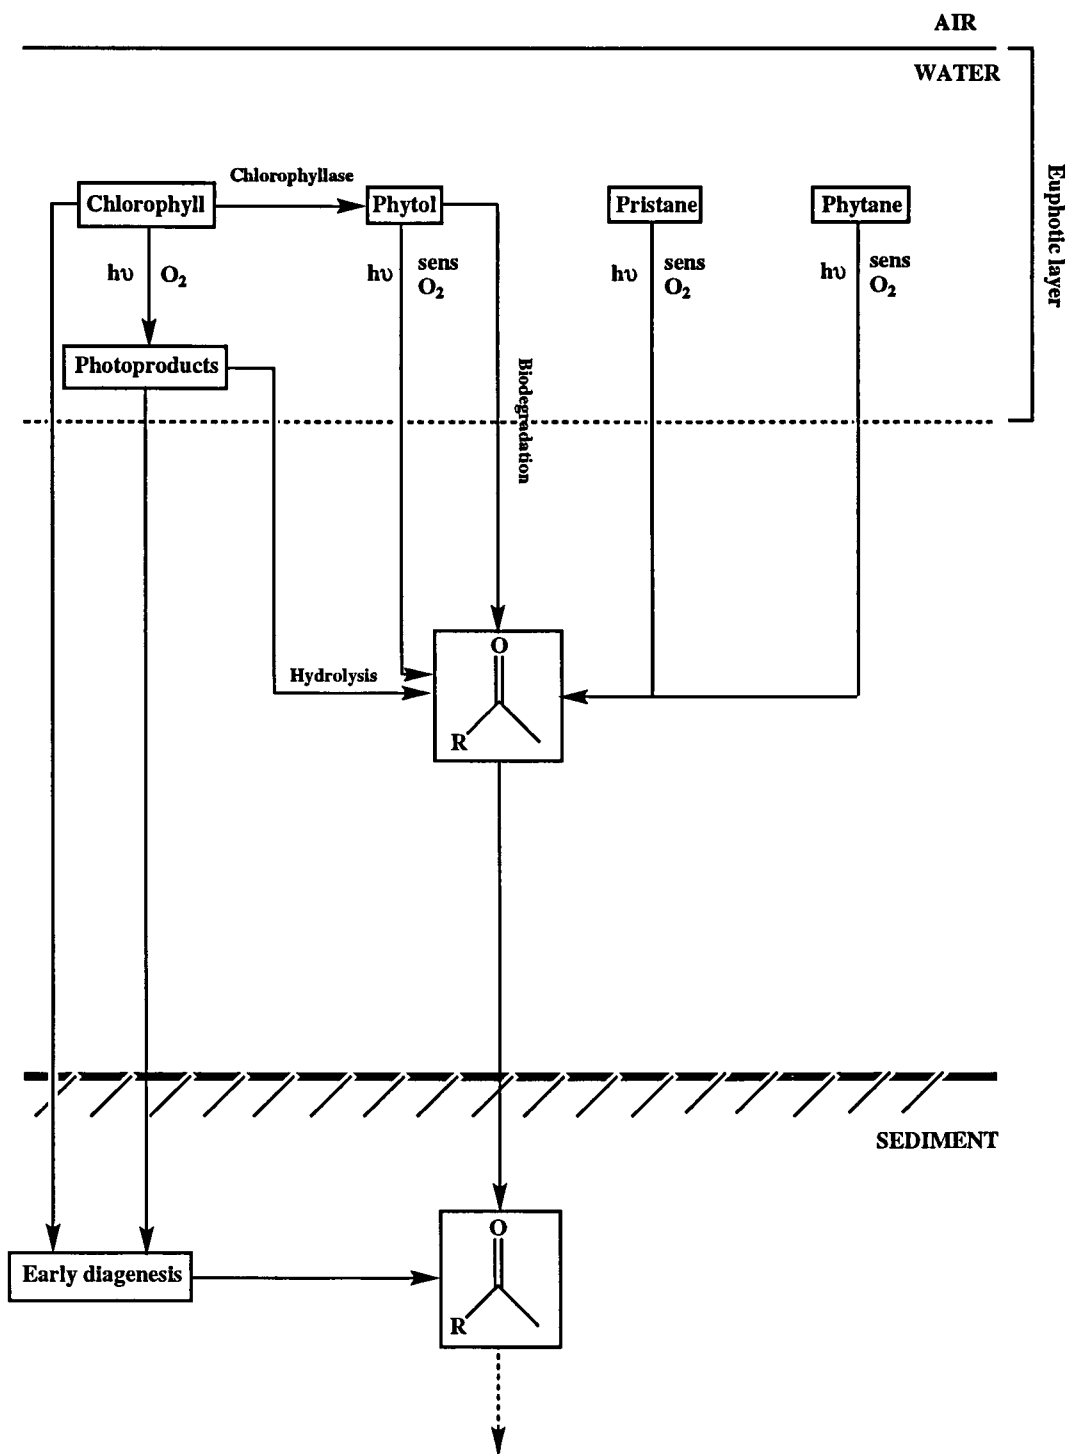 AIR
WATER
Euphotic layer
Chlorophyllase
Chlorophyll
Phytol
Pristane
Phytane
hυ
O₂
hυ
sens
O₂
hυ
sens
O₂
hυ
sens
O₂
Photoproducts
Biodegradation
O
R
Hydrolysis
SEDIMENT
O
R
Early diagenesis